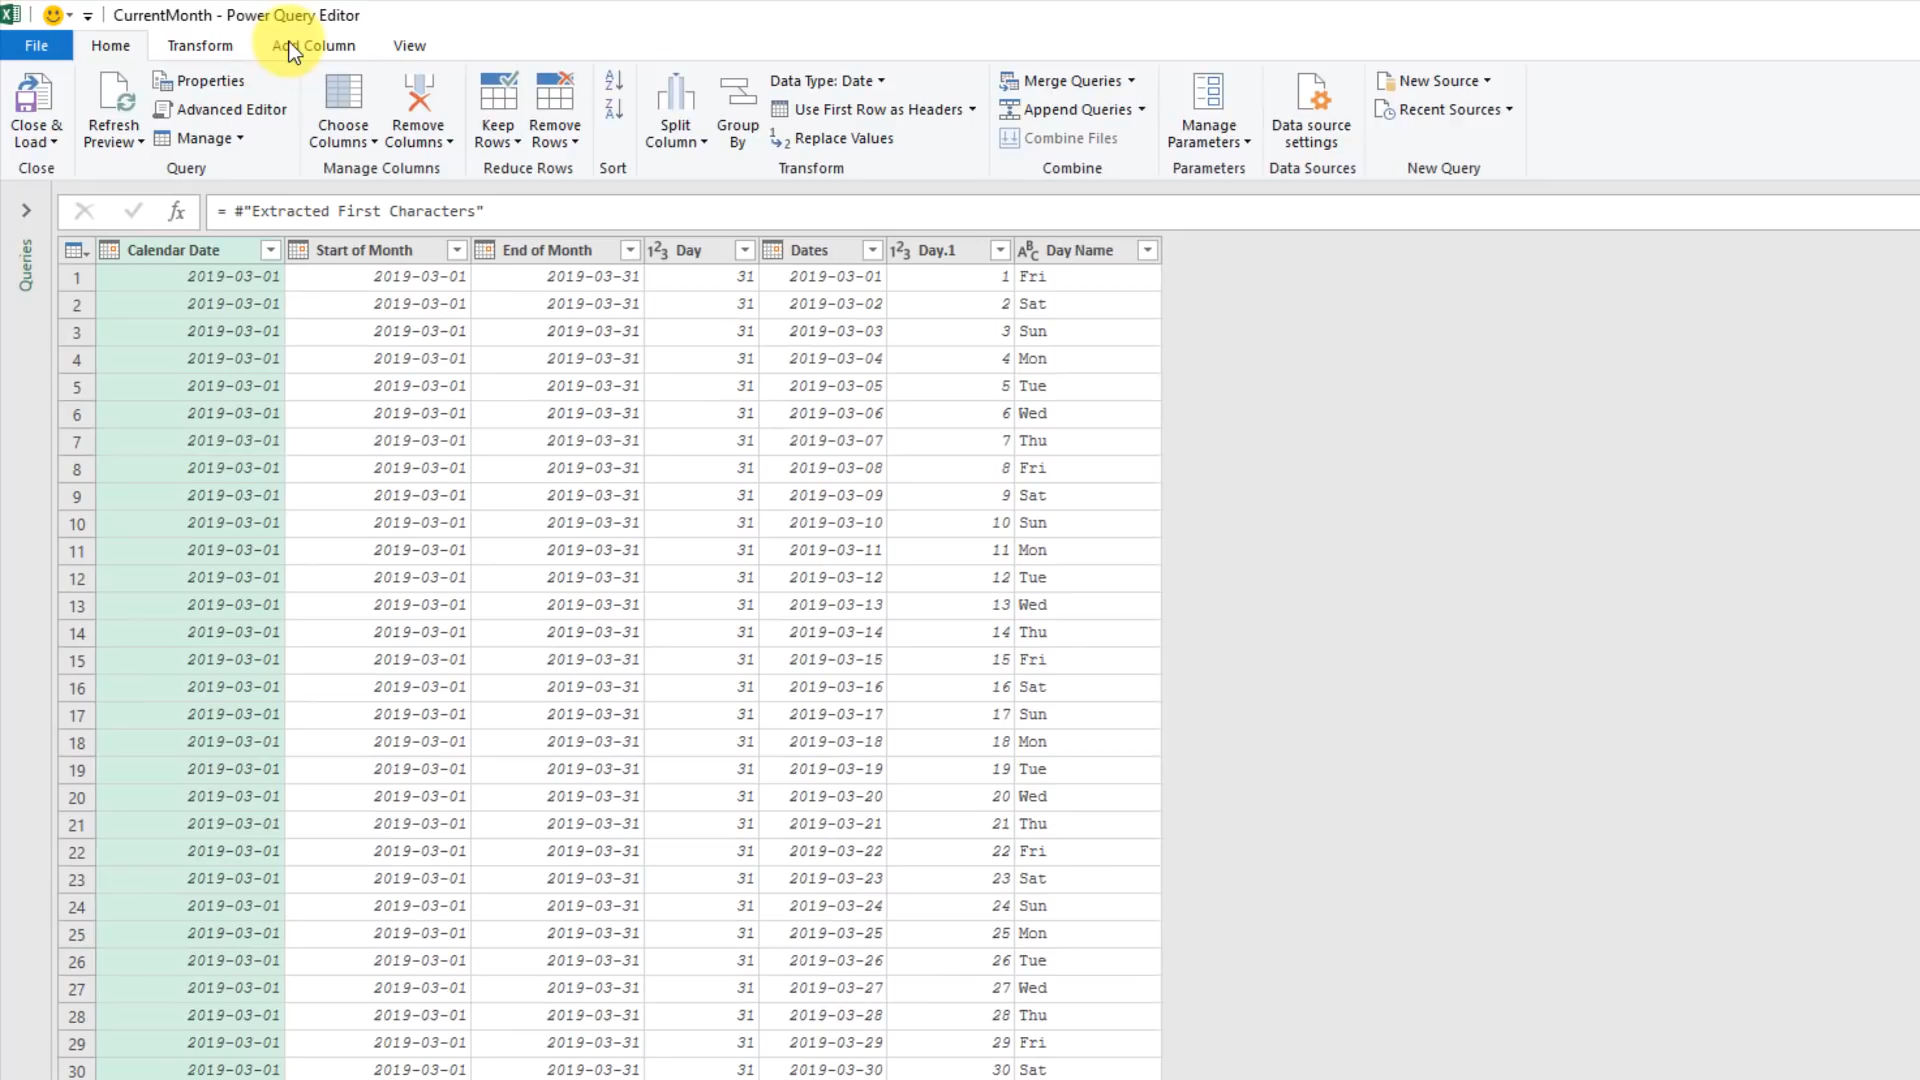 CurrentMonth - Power Query Editor
File Home Transform Add Column View
Close & Load
Refresh Preview
Properties
Advanced Editor
Manage
Choose Columns
Remove Columns
Keep Rows
Remove Rows
Split Column
Group By
Data Type: Date
Use First Row as Headers
Replace Values
Merge Queries
Append Queries
Combine Files
Manage Parameters
Data source settings
New Source
Recent Sources
Close Query Manage Columns Reduce Rows Sort Transform Combine Parameters Data Sources New Query
= #"Extracted First Characters"
Queries
Calendar Date Start of Month End of Month 123 Day Dates 123 Day.1 ABC Day Name
1 2019-03-01 2019-03-01 2019-03-31 31 2019-03-01 1 Fri
2 2019-03-01 2019-03-01 2019-03-31 31 2019-03-02 2 Sat
3 2019-03-01 2019-03-01 2019-03-31 31 2019-03-03 3 Sun
4 2019-03-01 2019-03-01 2019-03-31 31 2019-03-04 4 Mon
5 2019-03-01 2019-03-01 2019-03-31 31 2019-03-05 5 Tue
6 2019-03-01 2019-03-01 2019-03-31 31 2019-03-06 6 Wed
7 2019-03-01 2019-03-01 2019-03-31 31 2019-03-07 7 Thu
8 2019-03-01 2019-03-01 2019-03-31 31 2019-03-08 8 Fri
9 2019-03-01 2019-03-01 2019-03-31 31 2019-03-09 9 Sat
10 2019-03-01 2019-03-01 2019-03-31 31 2019-03-10 10 Sun
11 2019-03-01 2019-03-01 2019-03-31 31 2019-03-11 11 Mon
12 2019-03-01 2019-03-01 2019-03-31 31 2019-03-12 12 Tue
13 2019-03-01 2019-03-01 2019-03-31 31 2019-03-13 13 Wed
14 2019-03-01 2019-03-01 2019-03-31 31 2019-03-14 14 Thu
15 2019-03-01 2019-03-01 2019-03-31 31 2019-03-15 15 Fri
16 2019-03-01 2019-03-01 2019-03-31 31 2019-03-16 16 Sat
17 2019-03-01 2019-03-01 2019-03-31 31 2019-03-17 17 Sun
18 2019-03-01 2019-03-01 2019-03-31 31 2019-03-18 18 Mon
19 2019-03-01 2019-03-01 2019-03-31 31 2019-03-19 19 Tue
20 2019-03-01 2019-03-01 2019-03-31 31 2019-03-20 20 Wed
21 2019-03-01 2019-03-01 2019-03-31 31 2019-03-21 21 Thu
22 2019-03-01 2019-03-01 2019-03-31 31 2019-03-22 22 Fri
23 2019-03-01 2019-03-01 2019-03-31 31 2019-03-23 23 Sat
24 2019-03-01 2019-03-01 2019-03-31 31 2019-03-24 24 Sun
25 2019-03-01 2019-03-01 2019-03-31 31 2019-03-25 25 Mon
26 2019-03-01 2019-03-01 2019-03-31 31 2019-03-26 26 Tue
27 2019-03-01 2019-03-01 2019-03-31 31 2019-03-27 27 Wed
28 2019-03-01 2019-03-01 2019-03-31 31 2019-03-28 28 Thu
29 2019-03-01 2019-03-01 2019-03-31 31 2019-03-29 29 Fri
30 2019-03-01 2019-03-01 2019-03-31 31 2019-03-30 30 Sat